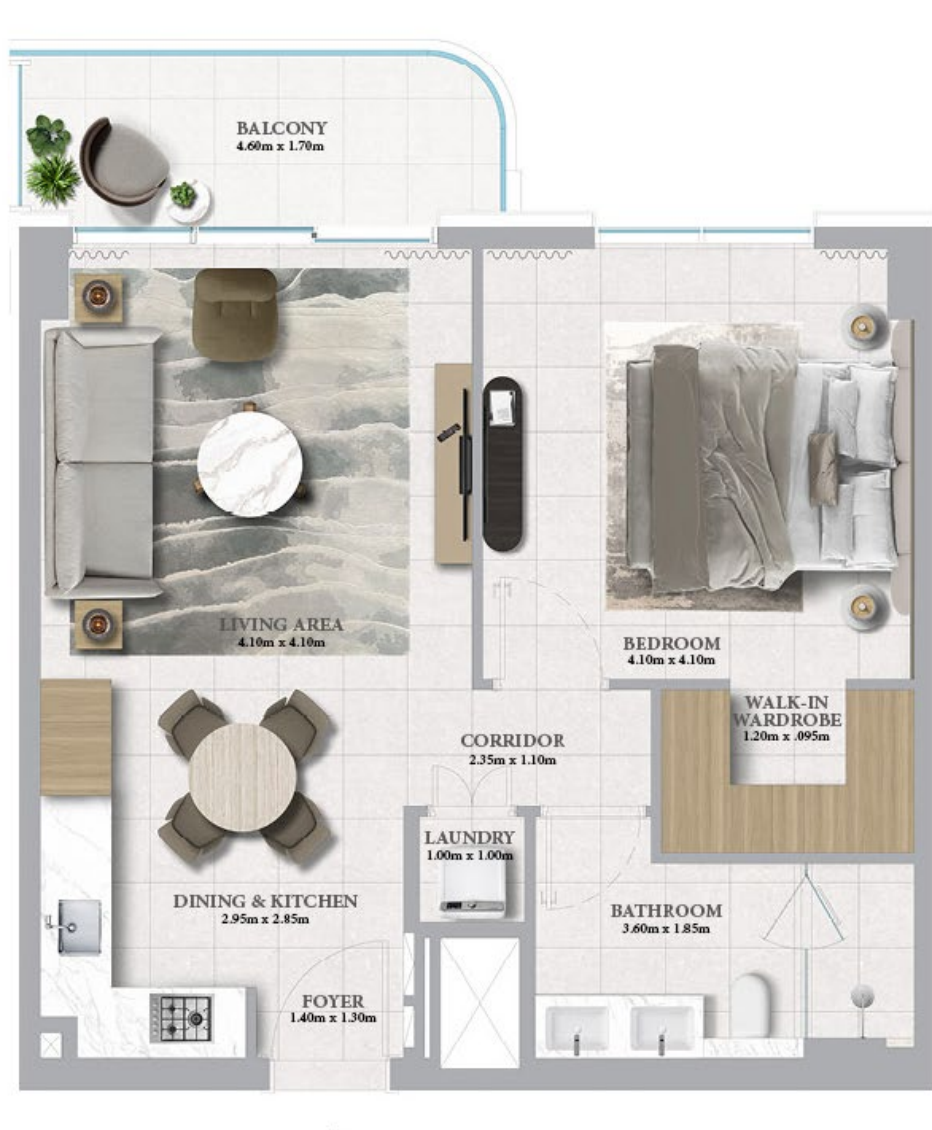 BALCONY
4.60m x 1.70m
LIVING AREA
4.10m x 4.10m
BEDROOM
4.10m x 4.10m
WALK-IN
WARDROBE
1.20m x .095m
CORRIDOR
2.35m x 1.10m
LAUNDRY
1.00m x 1.00m
DINING & KITCHEN
2.95m x 2.85m
BATHROOM
3.60m x 1.85m
FOYER
1.40m x 1.30m